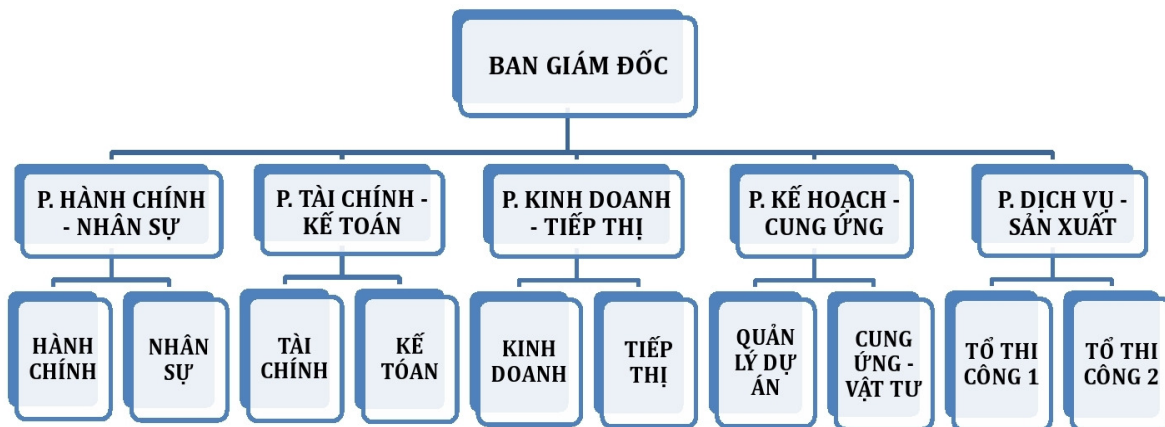 BAN GIÁM ĐỐC
P. HÀNH CHÍNH
- NHÂN SỰ
P. TÀI CHÍNH -
KẾ TOÁN
P. KINH DOANH
- TIẾP THỊ
P. KẾ HOẠCH -
CUNG ỨNG
P. DỊCH VỤ -
SẢN XUẤT
HÀNH
CHÍNH
NHÂN
SỰ
TÀI
CHÍNH
KẾ
TÓAN
KINH
DOANH
TIẾP
THỊ
QUẢN
LÝ DỰ
ÁN
CUNG
ỨNG -
VẬT TƯ
TỔ THI
CÔNG 1
TỔ THI
CÔNG 2